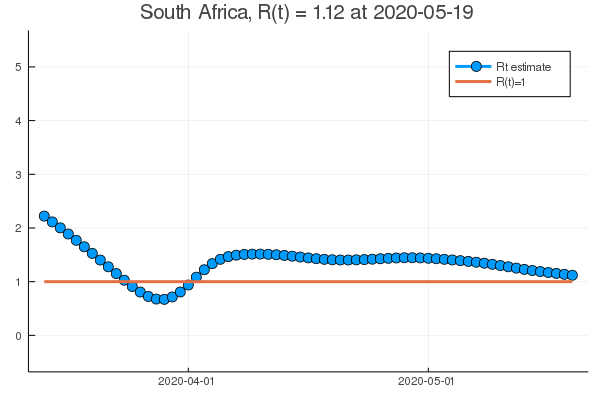 South Africa, R(t) = 1.12 at 2020-05-19
5
4
3
2
1
0
Rt estimate
R(t)=1
2020-04-01
2020-05-01